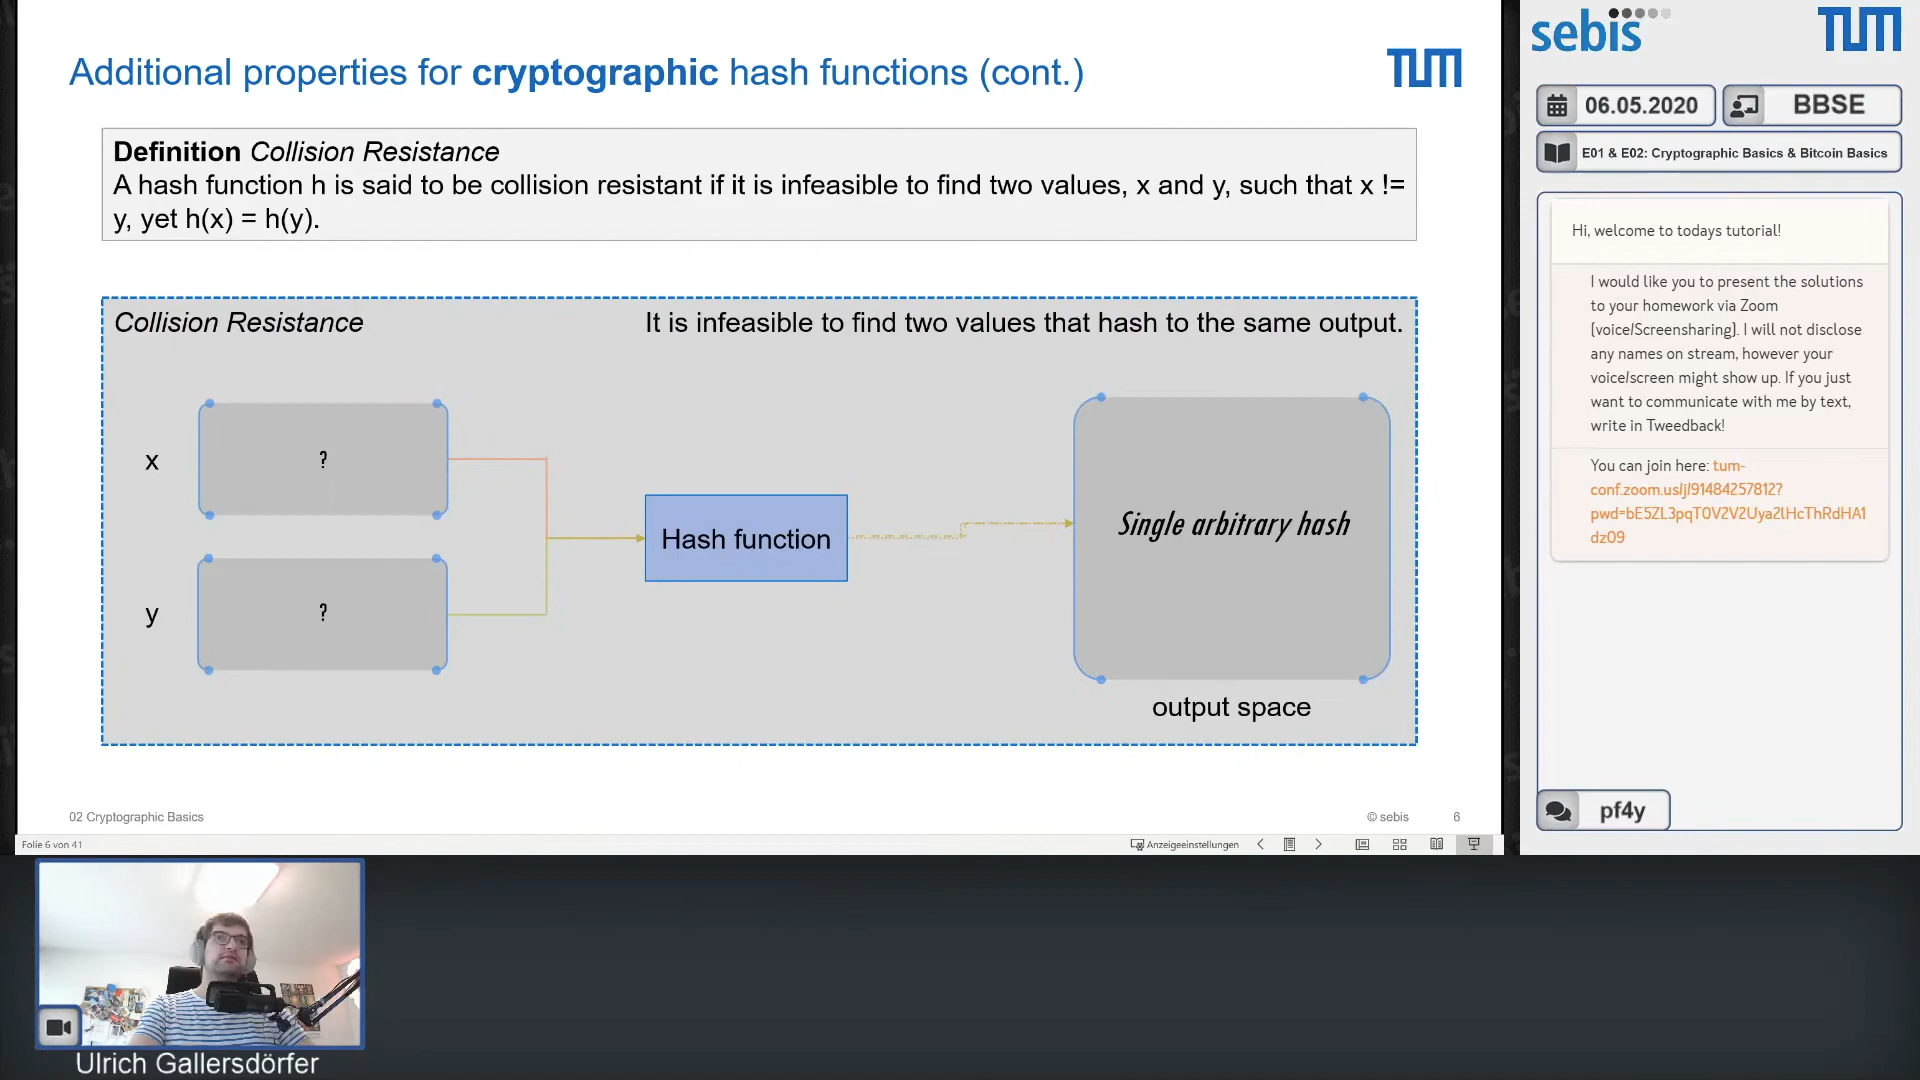 Additional properties for cryptographic hash functions (cont.)
TUM
Definition Collision Resistance
A hash function h is said to be collision resistant if it is infeasible to find two values, x and y, such that x !=
y, yet h(x) = h(y).
Collision Resistance
It is infeasible to find two values that hash to the same output.
x
?
y
?
Hash function
Single arbitrary hash
output space
02 Cryptographic Basics
© sebis
6
Folie 6 von 41
Anzeigeeinstellungen
Ulrich Gallersdörfer
sebis
TUM
06.05.2020
BBSE
E01 & E02: Cryptographic Basics & Bitcoin Basics
Hi, welcome to todays tutorial!
I would like you to present the solutions
to your homework via Zoom
(voice/Screensharing). I will not disclose
any names on stream, however your
voice/screen might show up. If you just
want to communicate with me by text,
write in Tweedback!
You can join here: tum-
conf.zoom.us/j/91484257812?
pwd=bE5ZL3pqT0V2V2Uya2lHcThRdHA1
dz09
pf4y